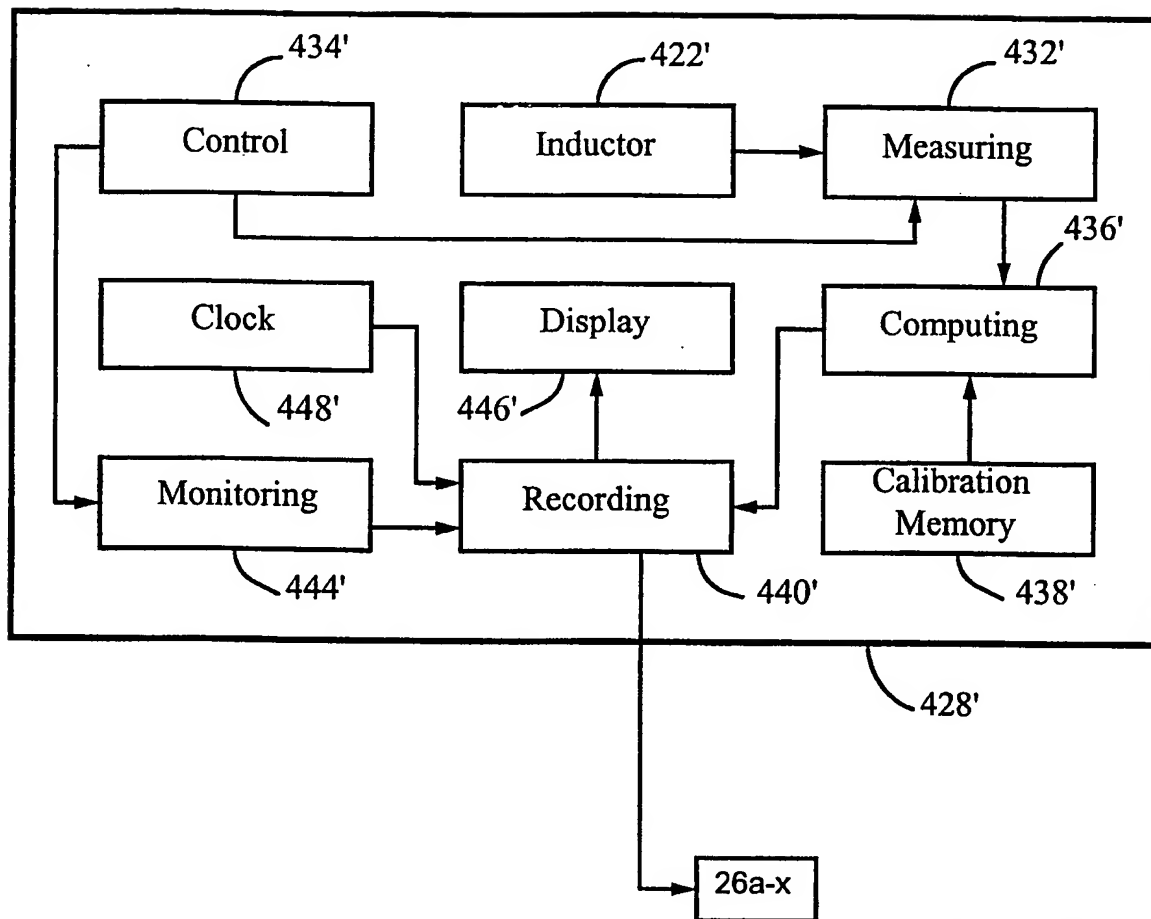 434'
422'
432'
Control
Inductor
Measuring
436'
Clock
Display
Computing
448'
446'
Monitoring
Recording
Calibration
Memory
444'
440'
438'
428'
26a-x